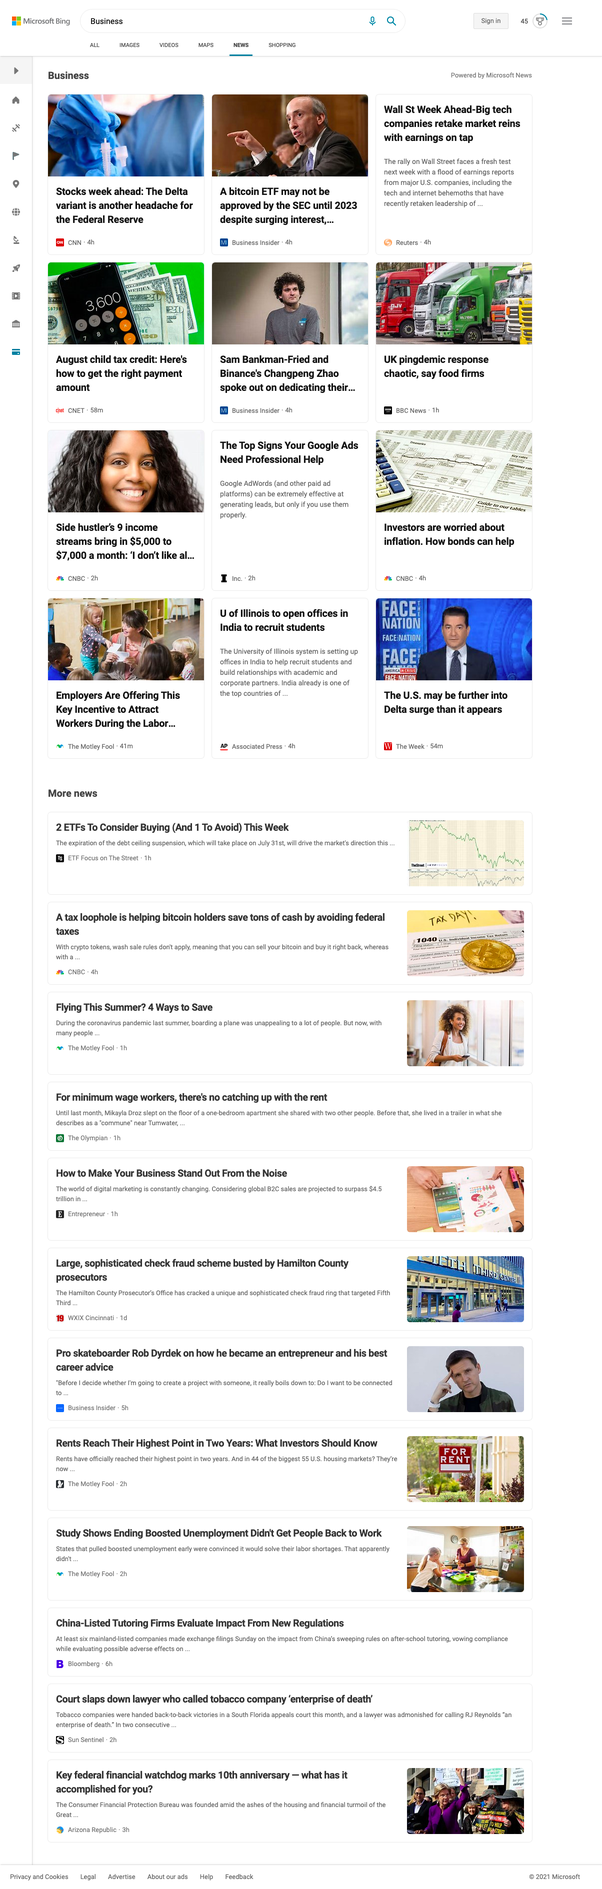 Microsoft Bing
Business
Sign in
45
ALL
IMAGES
VIDEOS
MAPS
NEWS
SHOPPING
Business
Powered by Microsoft News
Stocks week ahead: The Delta
variant is another headache for
the Federal Reserve
CNN · 4h
A bitcoin ETF may not be
approved by the SEC until 2023
despite surging interest,...
Business Insider · 4h
Wall St Week Ahead-Big tech
companies retake market reins
with earnings on tap
The rally on Wall Street faces a fresh test
next week with a flood of earnings reports
from major U.S. companies, including the
tech and internet behemoths that have
recently retaken leadership of ...
Reuters · 4h
3,600
August child tax credit: Here's
how to get the right payment
amount
CNET · 58m
Sam Bankman-Fried and
Binance's Changpeng Zhao
spoke out on dedicating their...
Business Insider · 4h
UK pingdemic response
chaotic, say food firms
BBC News · 1h
Side hustler's 9 income
streams bring in $5,000 to
$7,000 a month: 'I don't like al...
CNBC · 2h
The Top Signs Your Google Ads
Need Professional Help
Google AdWords (and other paid ad
platforms) can be extremely effective at
generating leads, but only if you use them
properly.
Inc. · 2h
Investors are worried about
inflation. How bonds can help
CNBC · 4h
Employers Are Offering This
Key Incentive to Attract
Workers During the Labor...
The Motley Fool · 41m
U of Illinois to open offices in
India to recruit students
The University of Illinois system is setting up
offices in India to help recruit students and
build relationships with academic and
corporate partners. India already is one of
the top countries of ...
AP
Associated Press · 4h
FACE
NATION
FACE NATION
The U.S. may be further into
Delta surge than it appears
The Week · 54m
More news
2 ETFs To Consider Buying (And 1 To Avoid) This Week
The expiration of the debt ceiling suspension, which will take place on July 31st, will drive the market's direction this ...
ETF Focus on The Street · 1h
A tax loophole is helping bitcoin holders save tons of cash by avoiding federal
taxes
With crypto tokens, wash sale rules don't apply, meaning that you can sell your bitcoin and buy it right back, whereas
with a ...
CNBC · 4h
TAX DAY!
1040
Flying This Summer? 4 Ways to Save
During the coronavirus pandemic last summer, boarding a plane was unappealing to a lot of people. But now, with
many people ...
The Motley Fool · 1h
For minimum wage workers, there's no catching up with the rent
Until last month, Mikayla Droz slept on the floor of a one-bedroom apartment she shared with two other people. Before that, she lived in a trailer in what she
describes as a "commune" near Tumwater, ...
The Olympian · 1h
How to Make Your Business Stand Out From the Noise
The world of digital marketing is constantly changing. Considering global B2C sales are projected to surpass $4.5
trillion in ...
Entrepreneur · 1h
Large, sophisticated check fraud scheme busted by Hamilton County
prosecutors
The Hamilton County Prosecutor's Office has cracked a unique and sophisticated check fraud ring that targeted Fifth
Third ...
WXIX Cincinnati · 1d
Pro skateboarder Rob Dyrdek on how he became an entrepreneur and his best
career advice
"Before I decide whether I'm going to create a project with someone, it really boils down to: Do I want to be connected
to ...
Business Insider · 5h
Rents Reach Their Highest Point in Two Years: What Investors Should Know
Rents have officially reached their highest point in two years. And in 44 of the biggest 55 U.S. housing markets? They're
now ...
The Motley Fool · 2h
FOR
RENT
Study Shows Ending Boosted Unemployment Didn't Get People Back to Work
States that pulled boosted unemployment early were convinced it would solve their labor shortages. That apparently
didn't ...
The Motley Fool · 2h
China-Listed Tutoring Firms Evaluate Impact From New Regulations
At least six mainland-listed companies made exchange filings Sunday on the impact from China's sweeping rules on after-school tutoring, vowing compliance
while evaluating possible adverse effects on ...
Bloomberg · 6h
Court slaps down lawyer who called tobacco company 'enterprise of death'
Tobacco companies were handed back-to-back victories in a South Florida appeals court this month, and a lawyer was admonished for calling RJ Reynolds "an
enterprise of death." In two consecutive ...
Sun Sentinel · 2h
Key federal financial watchdog marks 10th anniversary — what has it
accomplished for you?
The Consumer Financial Protection Bureau was founded amid the ashes of the housing and financial turmoil of the
Great ...
Arizona Republic · 3h
Privacy and Cookies
Legal
Advertise
About our ads
Help
Feedback
© 2021 Microsoft